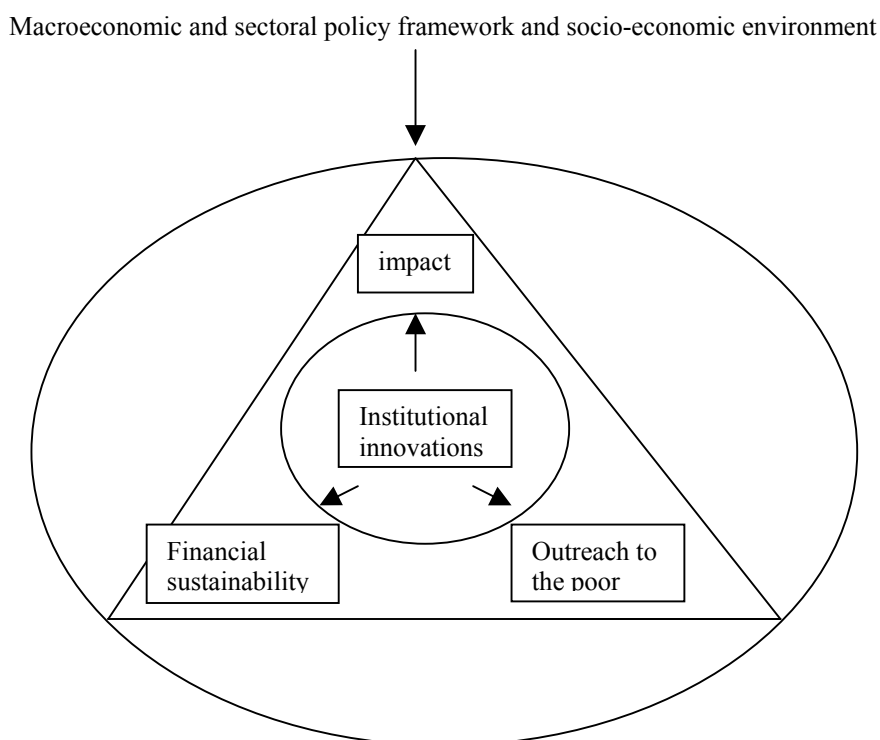 Macroeconomic and sectoral policy framework and socio-economic environment
impact
Institutional
innovations
Financial
sustainability
Outreach to
the poor